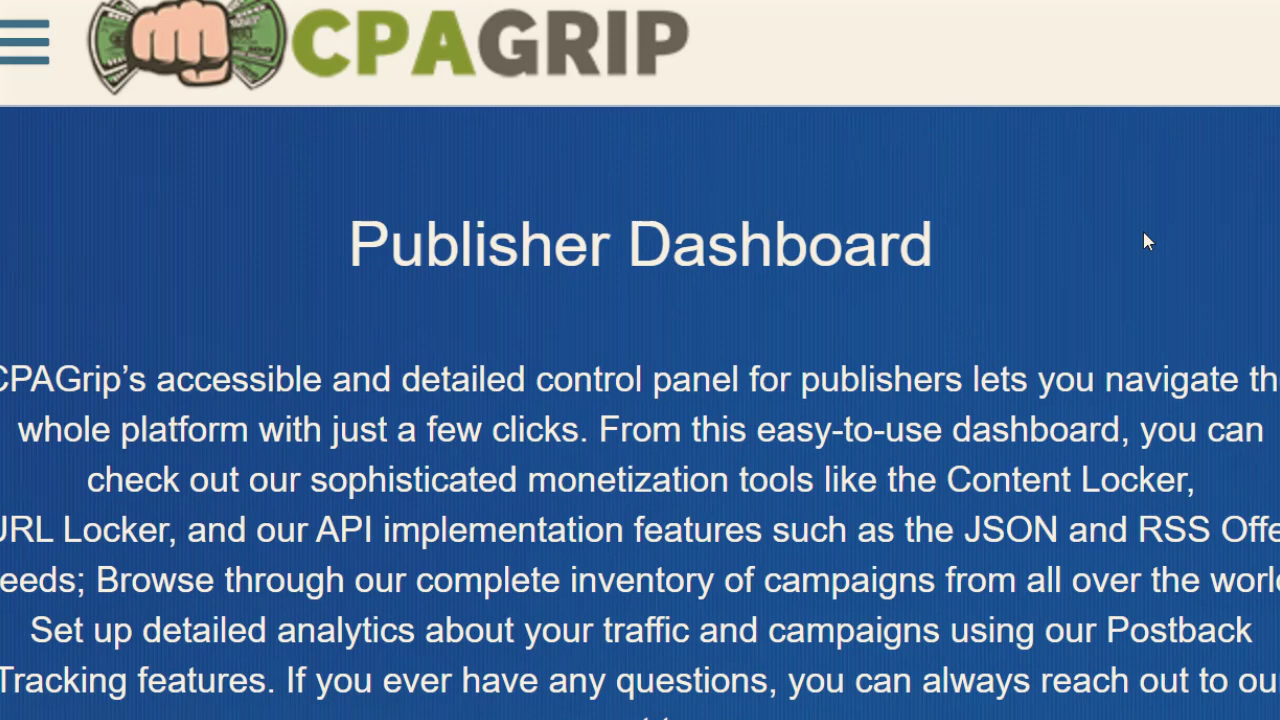 CPAGRIP
Publisher Dashboard
CPAGrip’s accessible and detailed control panel for publishers lets you navigate th
whole platform with just a few clicks. From this easy-to-use dashboard, you can
check out our sophisticated monetization tools like the Content Locker,
URL Locker, and our API implementation features such as the JSON and RSS Offe
eeds; Browse through our complete inventory of campaigns from all over the world
Set up detailed analytics about your traffic and campaigns using our Postback
Tracking features. If you ever have any questions, you can always reach out to ou